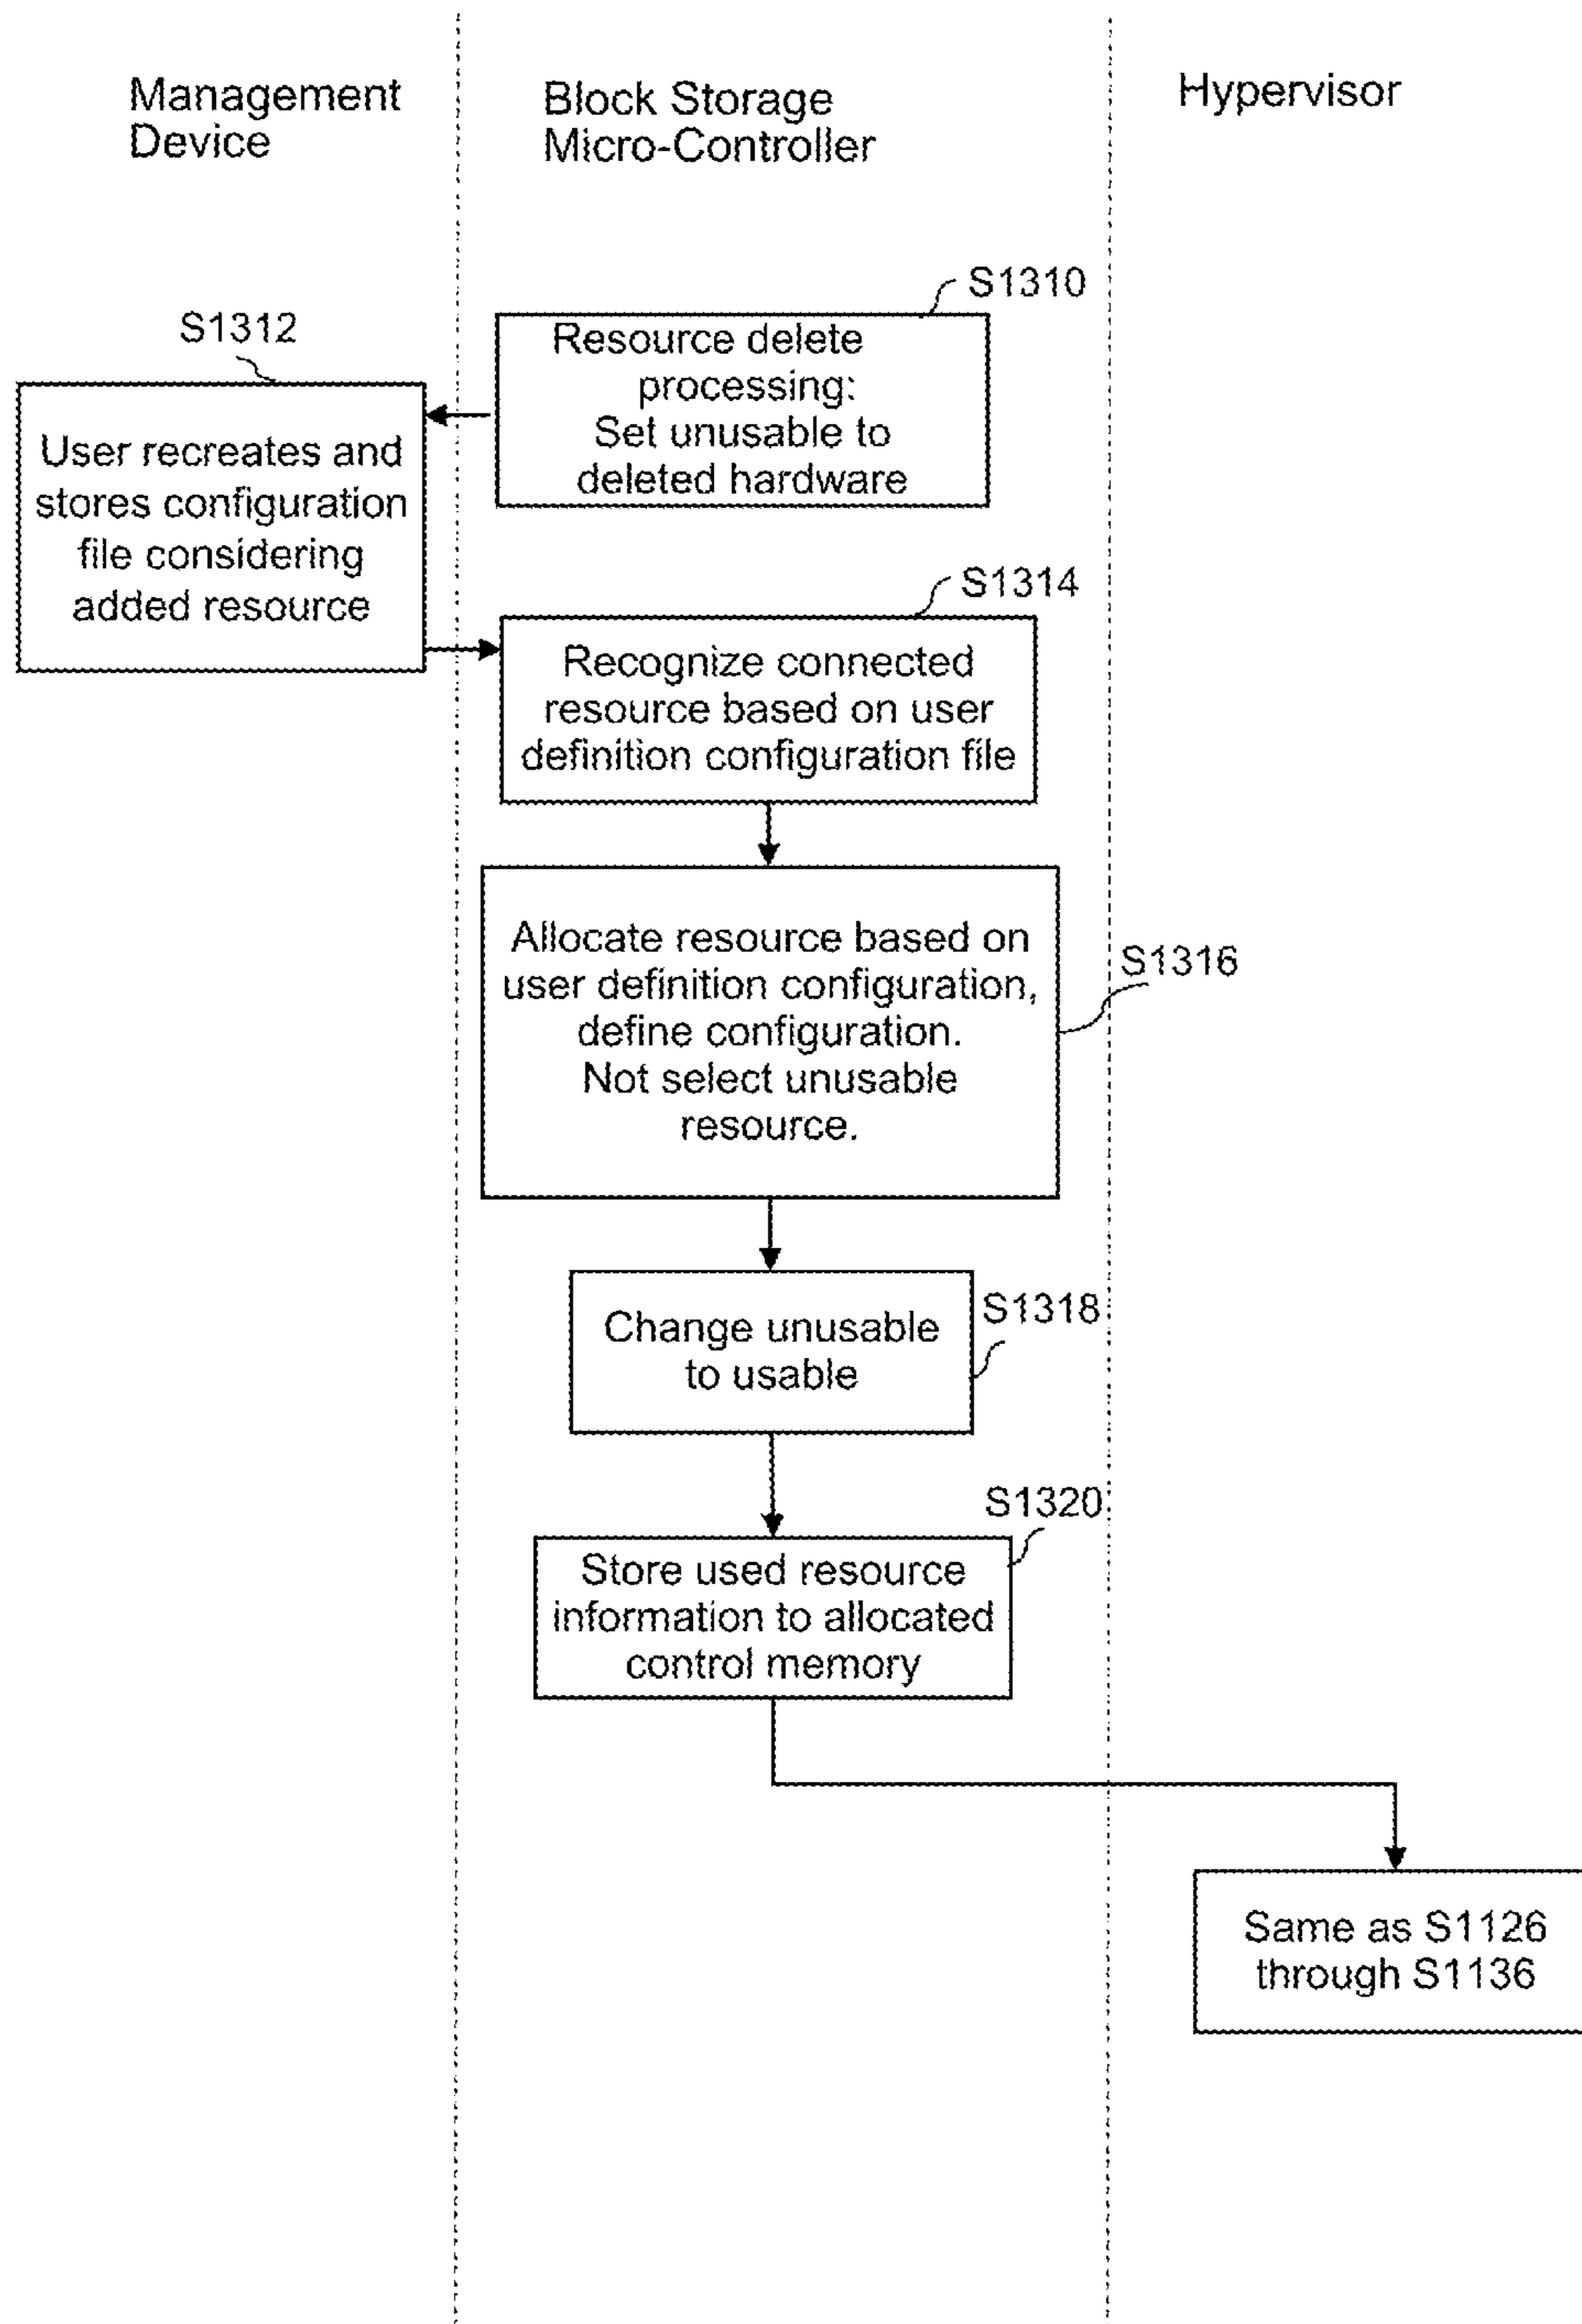 Management
Device
Block Storage
Micro-Controller
Hypervisor
S1310
Resource delete
processing:
Set unusable to
deleted hardware
S1312
User recreates and
stores configuration
file considering
added resource
S1314
Recognize connected
resource based on user
definition configuration file
S1316
Allocate resource based on
user definition configuration,
define configuration.
Not select unusable
resource.
S1318
Change unusable
to usable
S1320
Store used resource
information to allocated
control memory
Same as S1126
through S1136